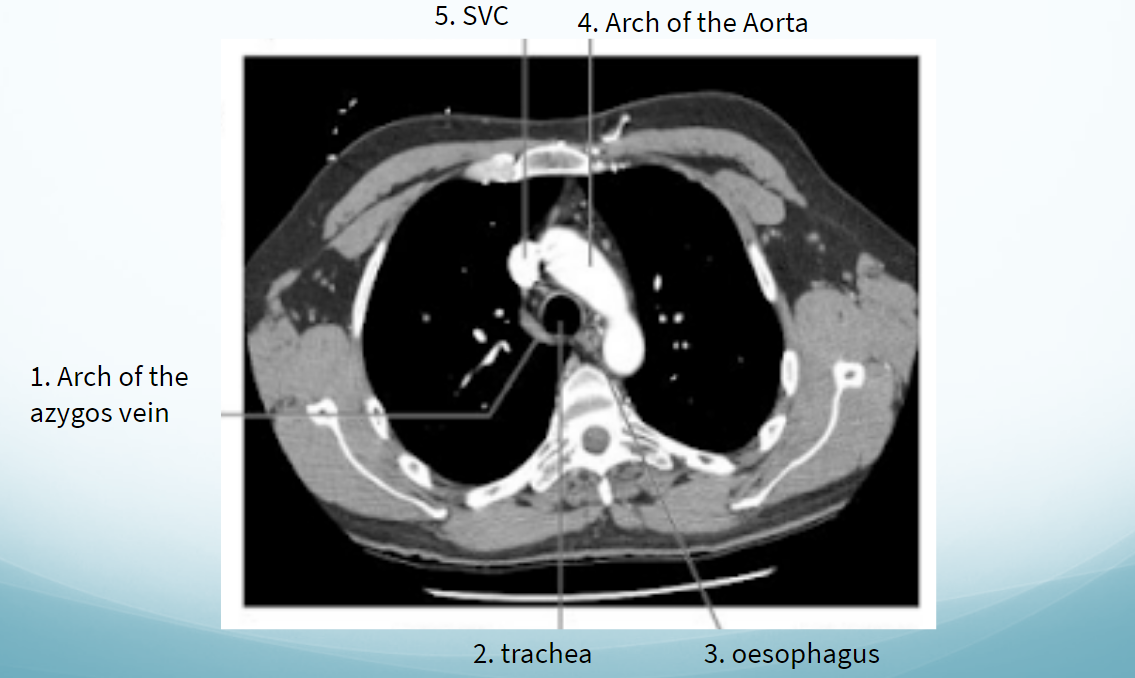 5. SVC
4. Arch of the Aorta
1. Arch of the
azygos vein
2. trachea
3. oesophagus